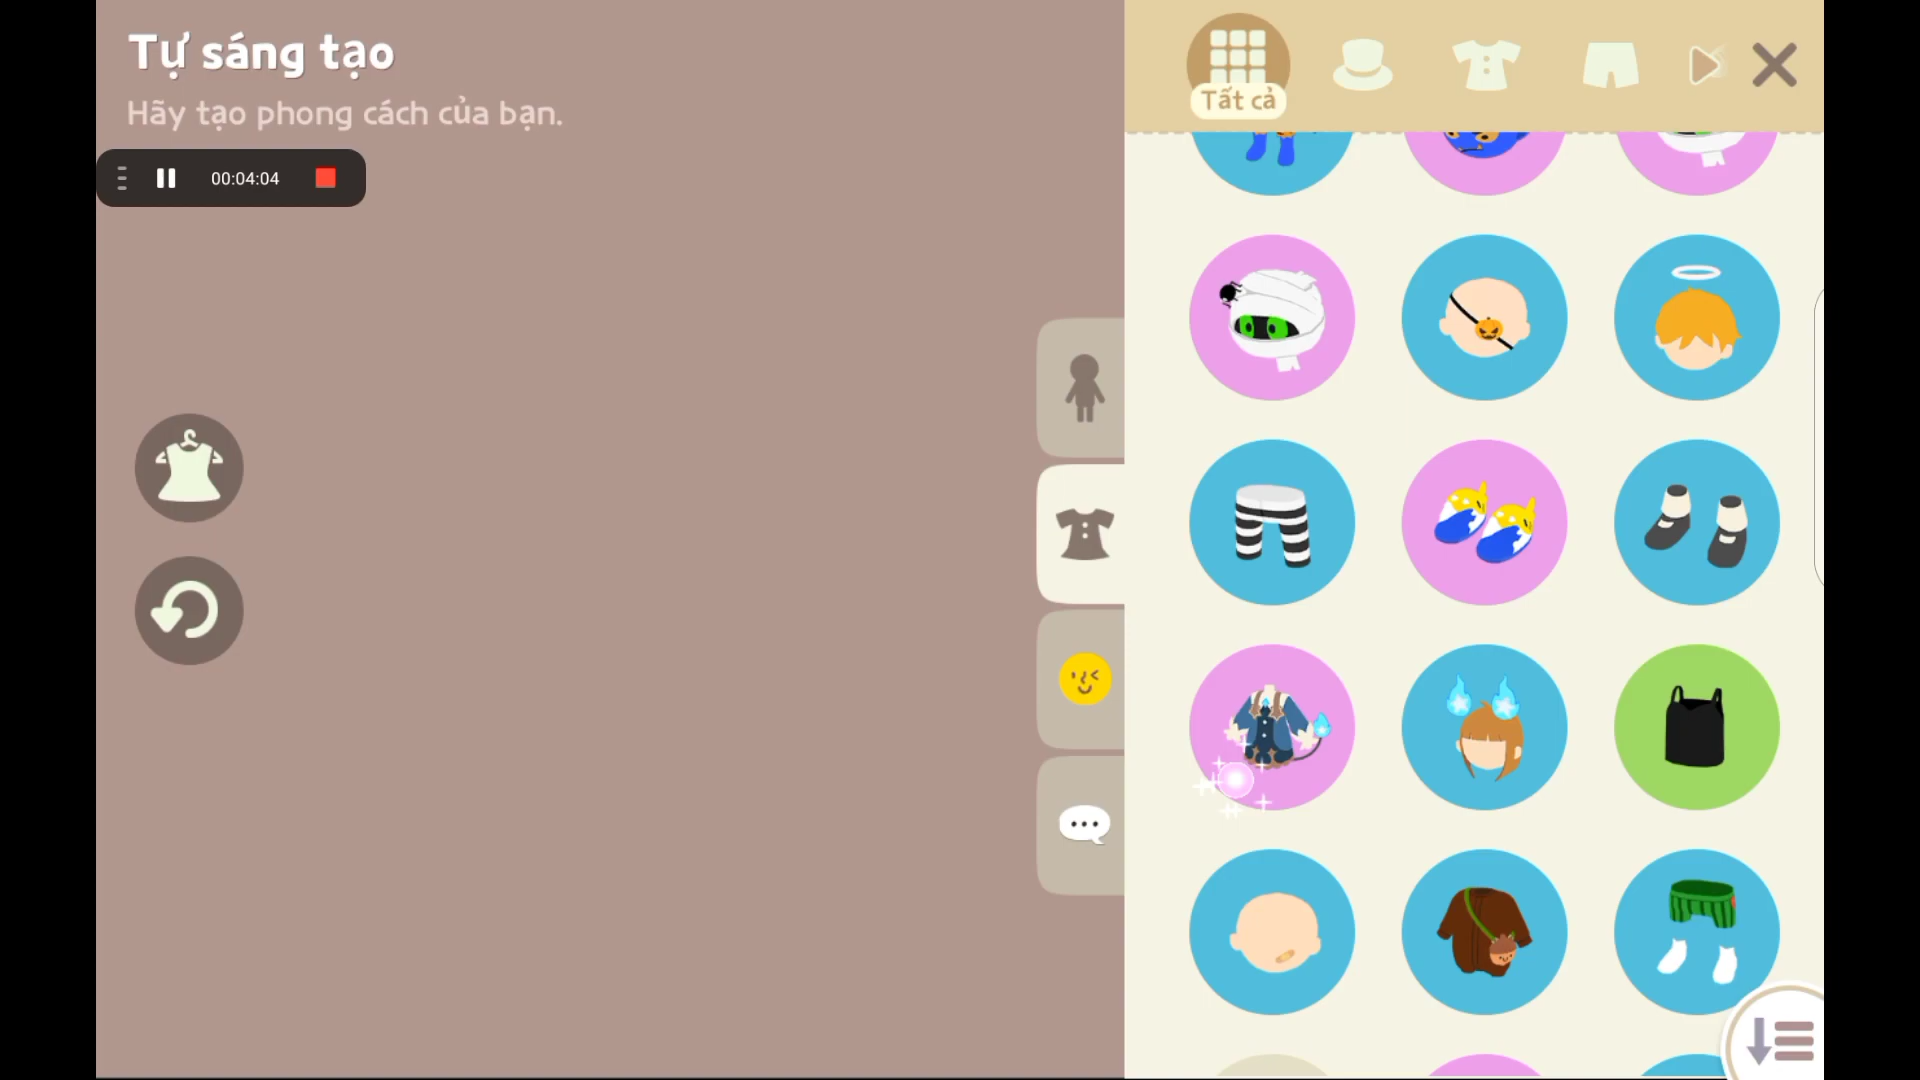 Tự sáng tạo
Hãy tạo phong cách của bạn.
00:04:04
Tất cả